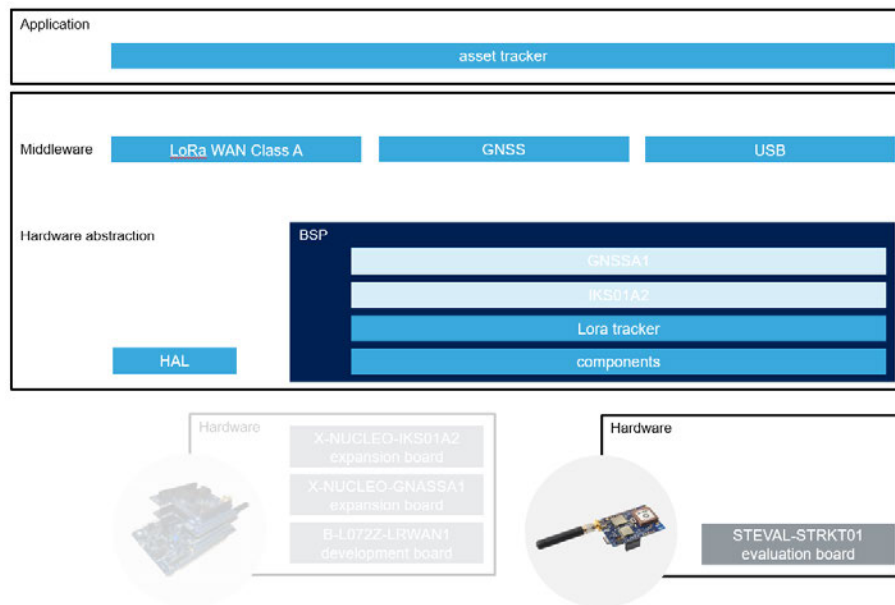 Application
asset tracker
Middleware
LoRa WAN Class A
GNSS
USB
Hardware abstraction
BSP
GNSSA1
IKS01A2
Lora tracker
components
HAL
Hardware
X-NUCLEO-IKS01A2
expansion board
X-NUCLEO-GNASSA1
expansion board
B-L072Z-LRWAN1
development board
Hardware
STEVAL-STRKT01
evaluation board